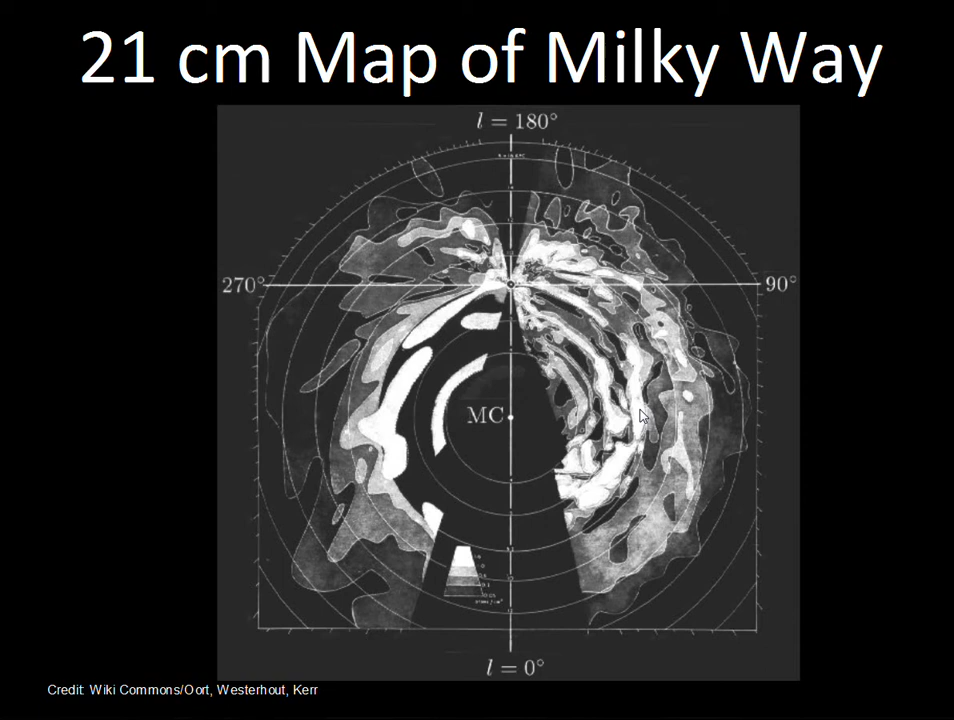 21 cm Map of Milky Way
l = 180°
270°
90°
MC
l = 0°
Credit: Wiki Commons/Oort, Westerhout, Kerr